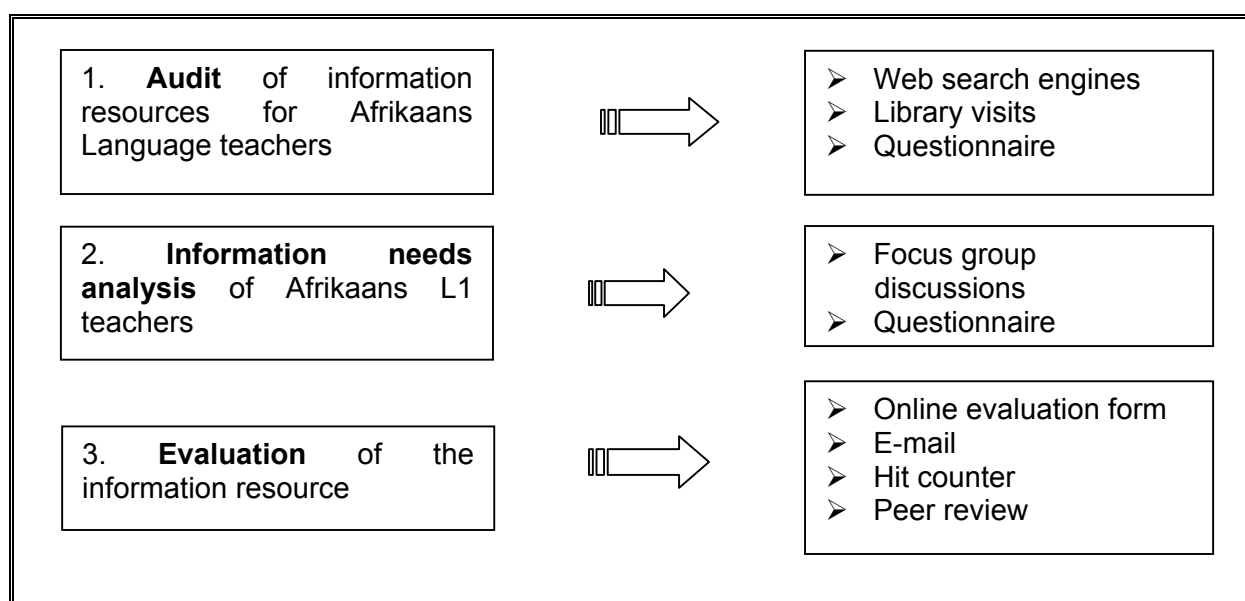 1. Audit of information
resources for Afrikaans
Language teachers
➢ Web search engines
➢ Library visits
➢ Questionnaire
2. Information needs
analysis of Afrikaans L1
teachers
➢ Focus group
discussions
➢ Questionnaire
3. Evaluation of the
information resource
➢ Online evaluation form
➢ E-mail
➢ Hit counter
➢ Peer review